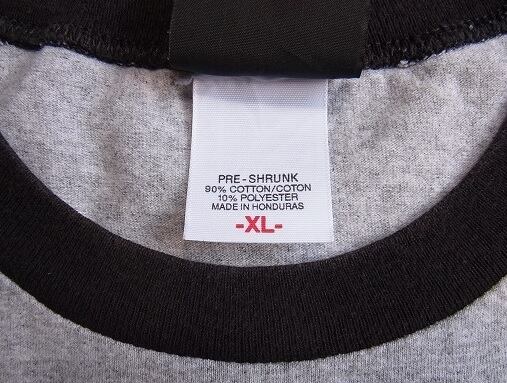 PRE-SHRUNK
90% COTTON/COTON
10% POLYESTER
MADE IN HONDURAS
-XL-